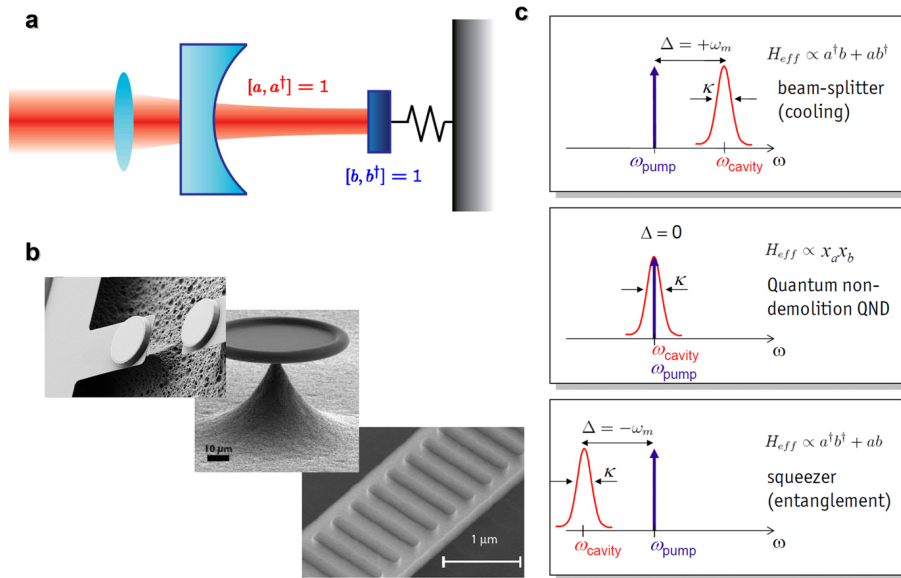 a
[a, a†] = 1
[b, b†] = 1
b
10 μm
1 μm
c
Δ = +ω_m
H_eff ∝ a†b + ab†
κ
beam-splitter
(cooling)
ω_pump
ω_cavity
ω
Δ = 0
H_eff ∝ x_a x_b
κ
Quantum non-
demolition QND
ω
ω_cavity
ω_pump
Δ = −ω_m
H_eff ∝ a†b† + ab
κ
squeezer
(entanglement)
ω_cavity
ω_pump
ω